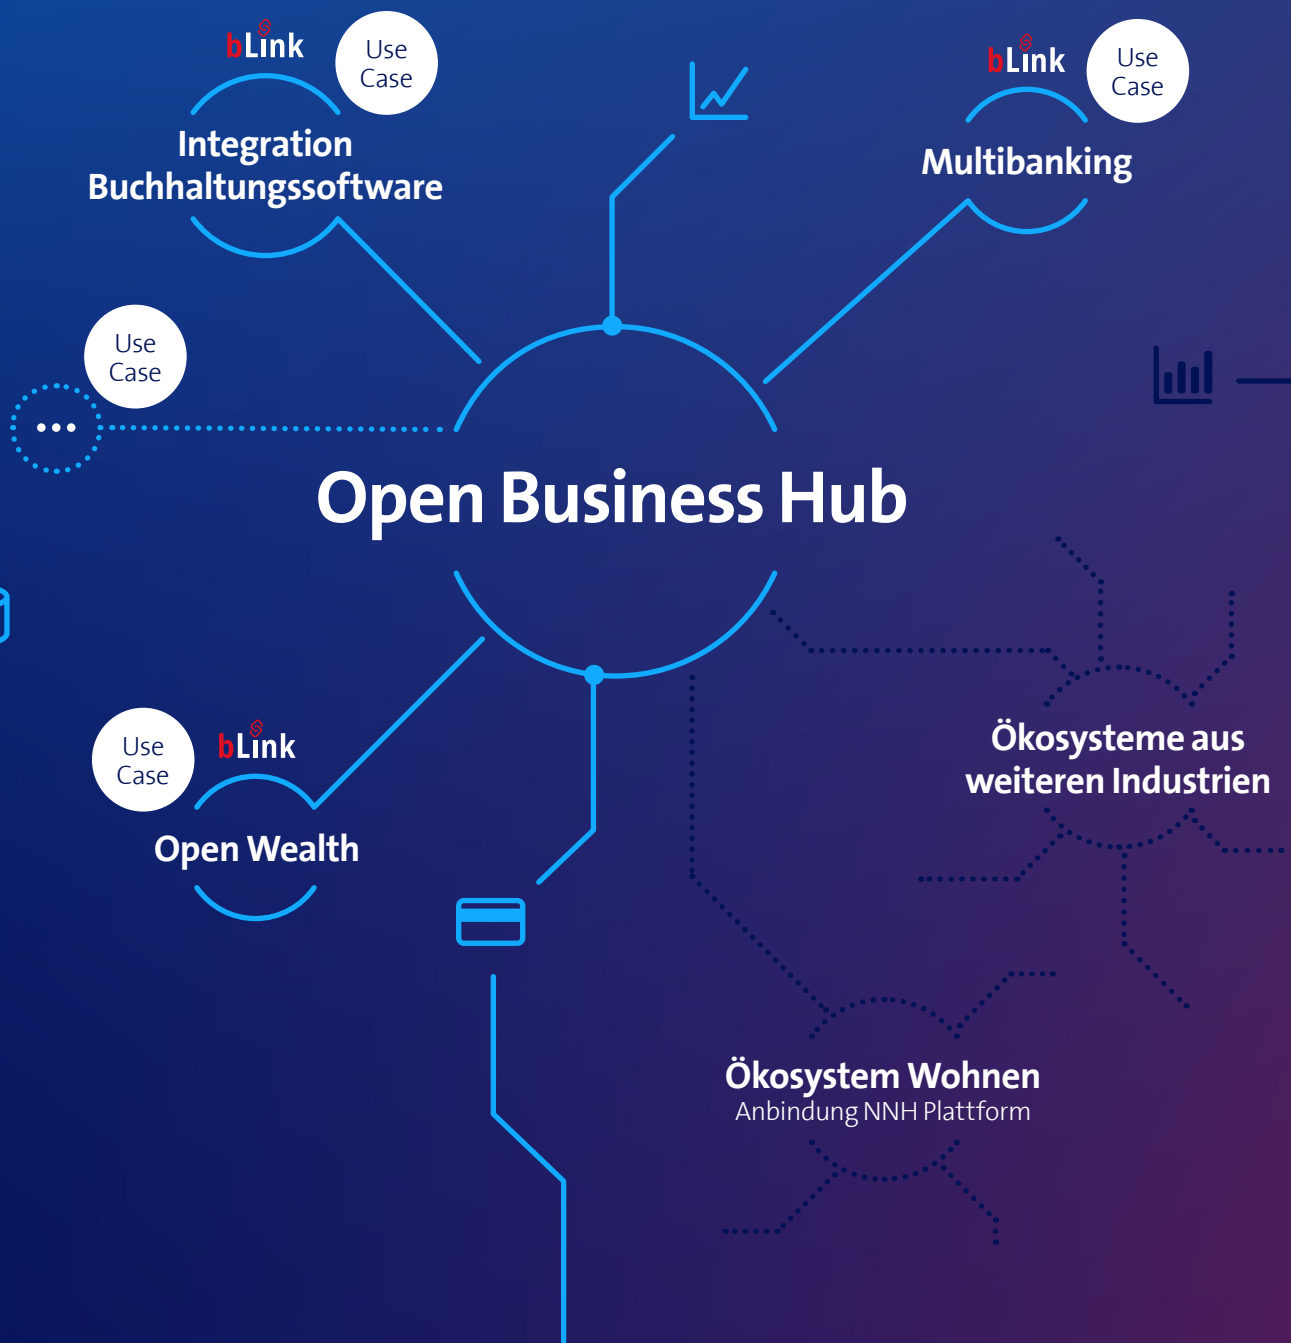 bLink
Use
Case
Integration
Buchhaltungssoftware
bLink
Use
Case
Multibanking
Use
Case
...
Open Business Hub
Use
Case
bLink
Open Wealth
Ökosysteme aus
weiteren Industrien
Ökosystem Wohnen
Anbindung NNH Plattform